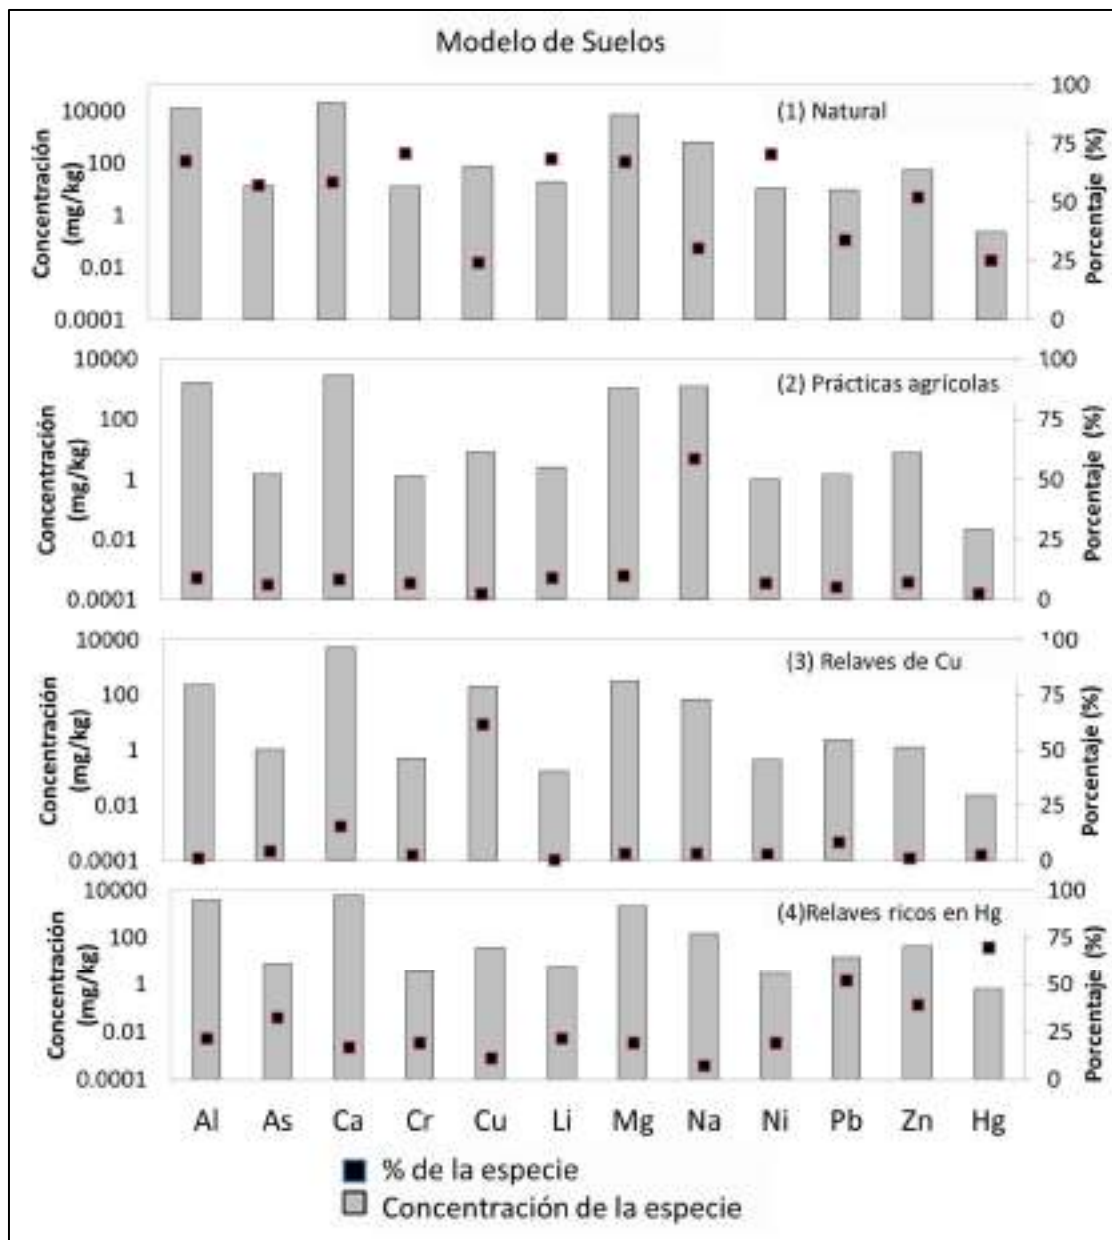 Modelo de Suelos
Concentración
(mg/kg)
10000
100
1
0.01
0.0001
(1) Natural
100
75
50
25
0
Porcentaje (%)
Concentración
(mg/kg)
10000
100
1
0.01
0.0001
(2) Prácticas agrícolas
100
75
50
25
0
Porcentaje (%)
Concentración
(mg/kg)
10000
100
1
0.01
0.0001
(3) Relaves de Cu
100
75
50
25
0
Porcentaje (%)
Concentración
(mg/kg)
10000
100
1
0.01
0.0001
(4)Relaves ricos en Hg
100
75
50
25
0
Porcentaje (%)
Al As Ca Cr Cu Li Mg Na Ni Pb Zn Hg
% de la especie
Concentración de la especie